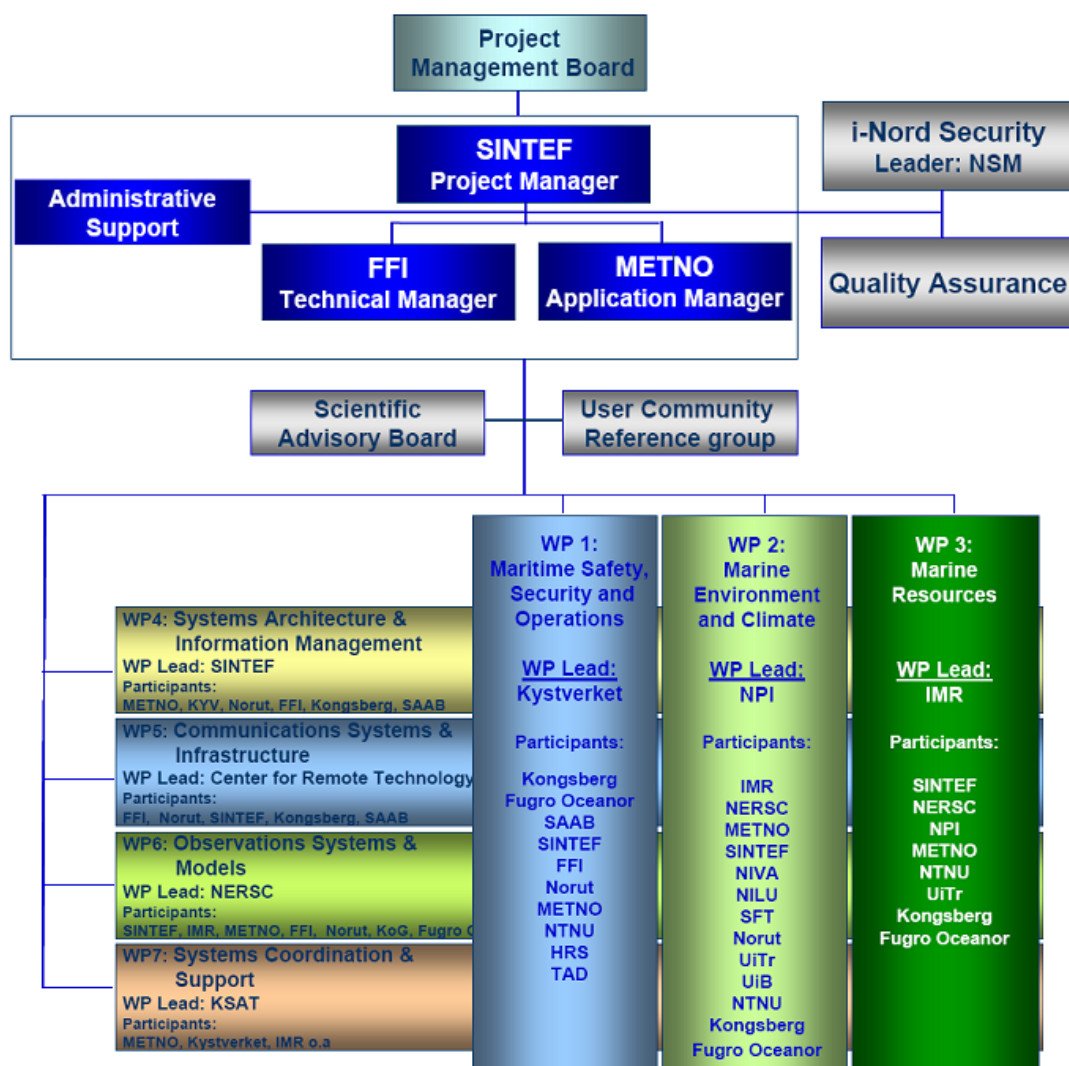 Project
Management Board
SINTEF
Project Manager
i-Nord Security
Leader: NSM
Administrative
Support
FFI
Technical Manager
METNO
Application Manager
Quality Assurance
Scientific
Advisory Board
User Community
Reference group
WP 1:
Maritime Safety,
Security and
Operations
WP Lead:
Kystverket
Participants:
Kongsberg
Fugro Oceanor
SAAB
SINTEF
FFI
Norut
METNO
NTNU
HRS
TAD
WP 2:
Marine
Environment
and Climate
WP Lead:
NPI
Participants:
IMR
NERSC
METNO
SINTEF
NIVA
NILU
SFT
Norut
UiTr
UiB
NTNU
Kongsberg
Fugro Oceanor
WP 3:
Marine
Resources
WP Lead:
IMR
Participants:
SINTEF
NERSC
NPI
METNO
NTNU
UiTr
Kongsberg
Fugro Oceanor
WP4: Systems Architecture &
Information Management
WP Lead: SINTEF
Participants:
METNO, KYV, Norut, FFI, Kongsberg, SAAB
WP5: Communications Systems &
Infrastructure
WP Lead: Center for Remote Technology
Participants:
FFI, Norut, SINTEF, Kongsberg, SAAB
WP6: Observations Systems &
Models
WP Lead: NERSC
Participants:
SINTEF, IMR, METNO, FFI, Norut, KoG, Fugro
WP7: Systems Coordination &
Support
WP Lead: KSAT
Participants:
METNO, Kystverket, IMR o.a